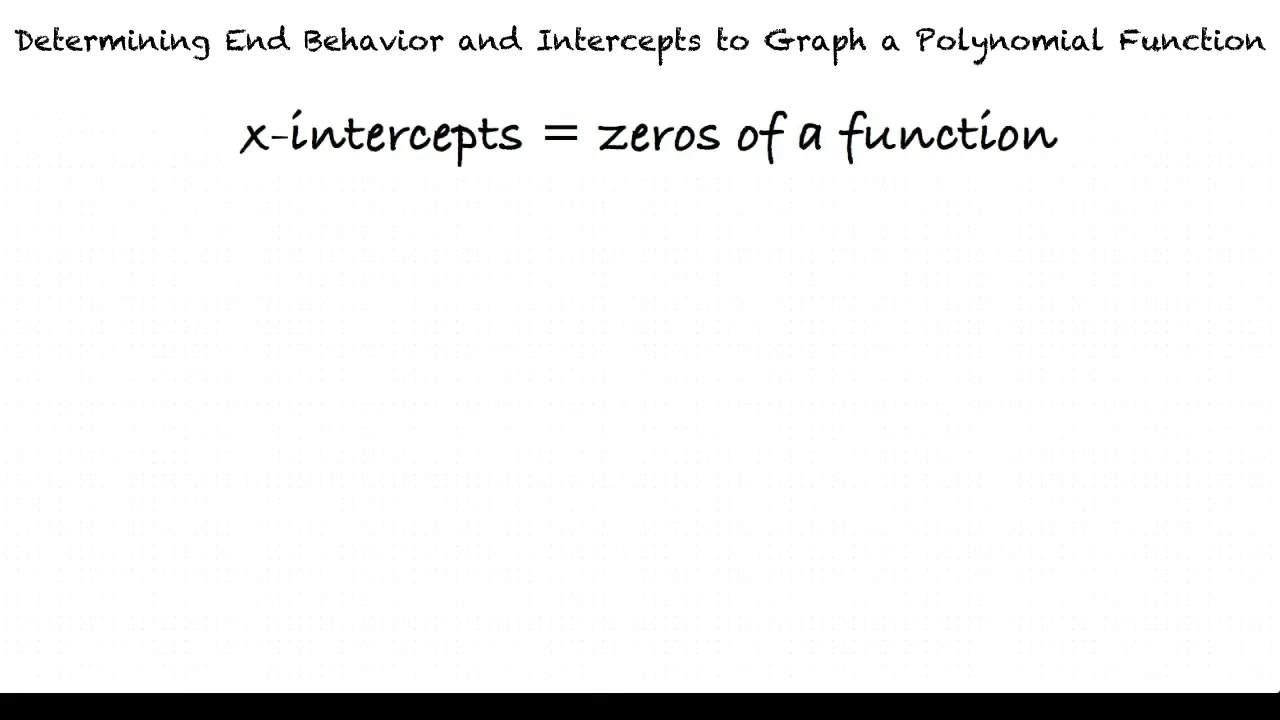 Determining End Behavior and Intercepts to Graph a Polynomial Function
x-intercepts = zeros of a function